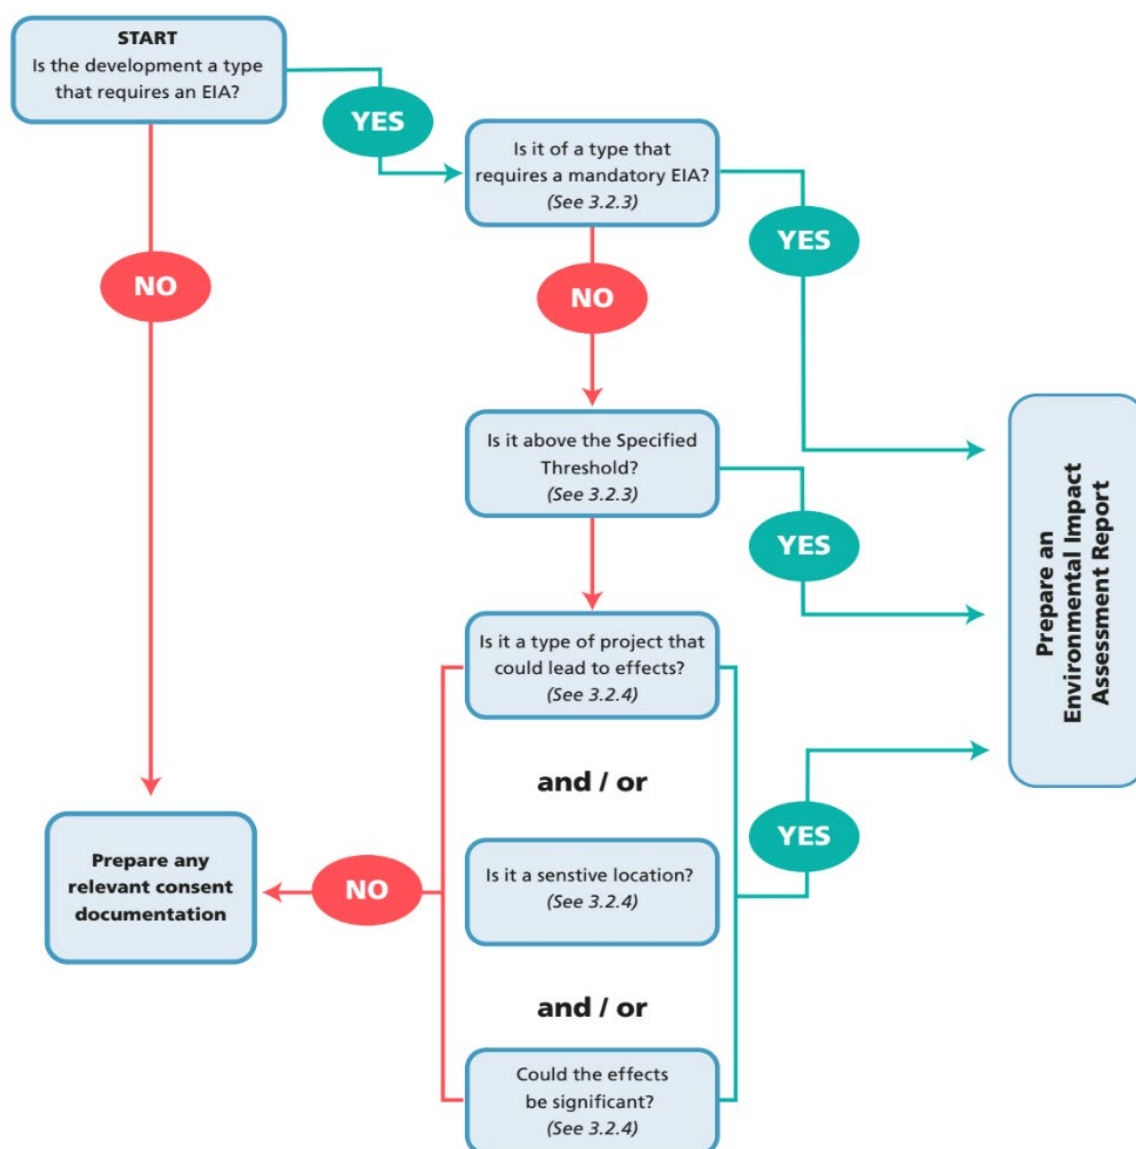 START
Is the development a type
that requires an EIA?
YES
Is it of a type that
requires a mandatory EIA?
(See 3.2.3)
YES
NO
NO
Is it above the Specified
Threshold?
(See 3.2.3)
YES
Prepare an
Environmental Impact
Assessment Report
Is it a type of project that
could lead to effects?
(See 3.2.4)
and / or
YES
Prepare any
relevant consent
documentation
NO
Is it a senstive location?
(See 3.2.4)
and / or
Could the effects
be significant?
(See 3.2.4)